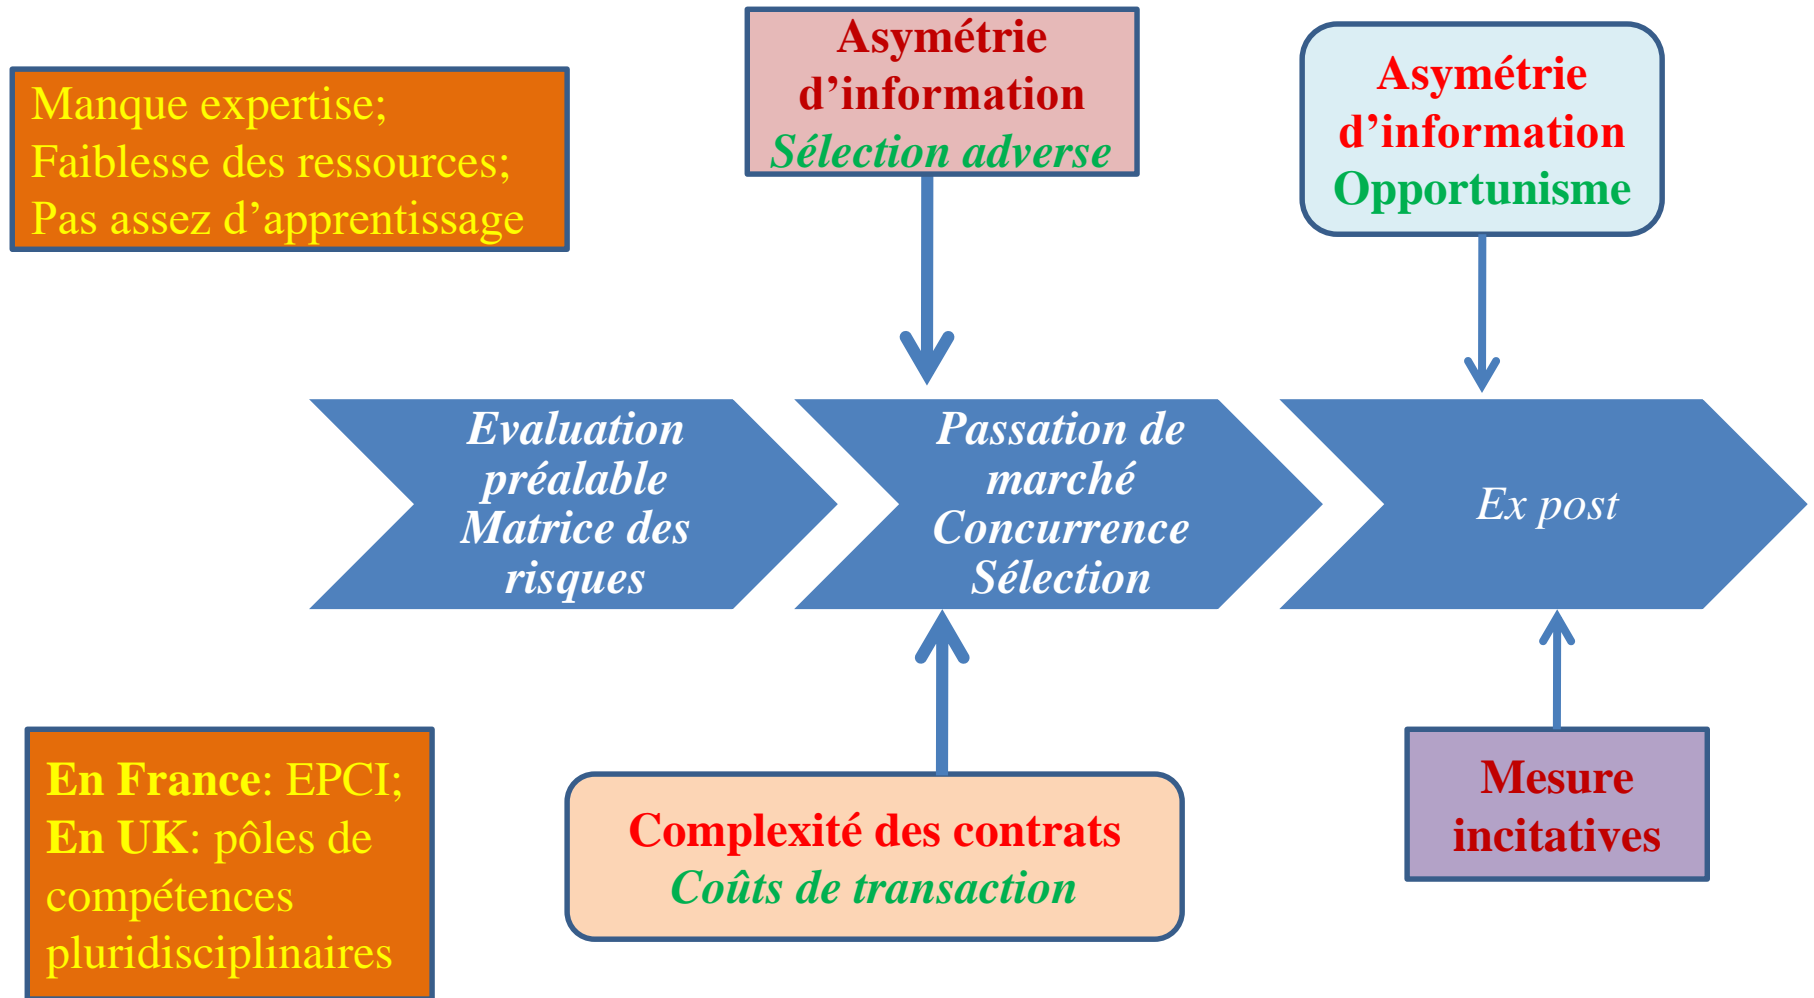 Manque expertise;
Faiblesse des ressources;
Pas assez d’apprentissage
Asymétrie
d’information
Sélection adverse
Asymétrie
d’information
Opportunisme
Evaluation
préalable
Matrice des
risques
Passation de
marché
Concurrence
Sélection
Ex post
En France: EPCI;
En UK: pôles de
compétences
pluridisciplinaires
Complexité des contrats
Coûts de transaction
Mesure
incitatives